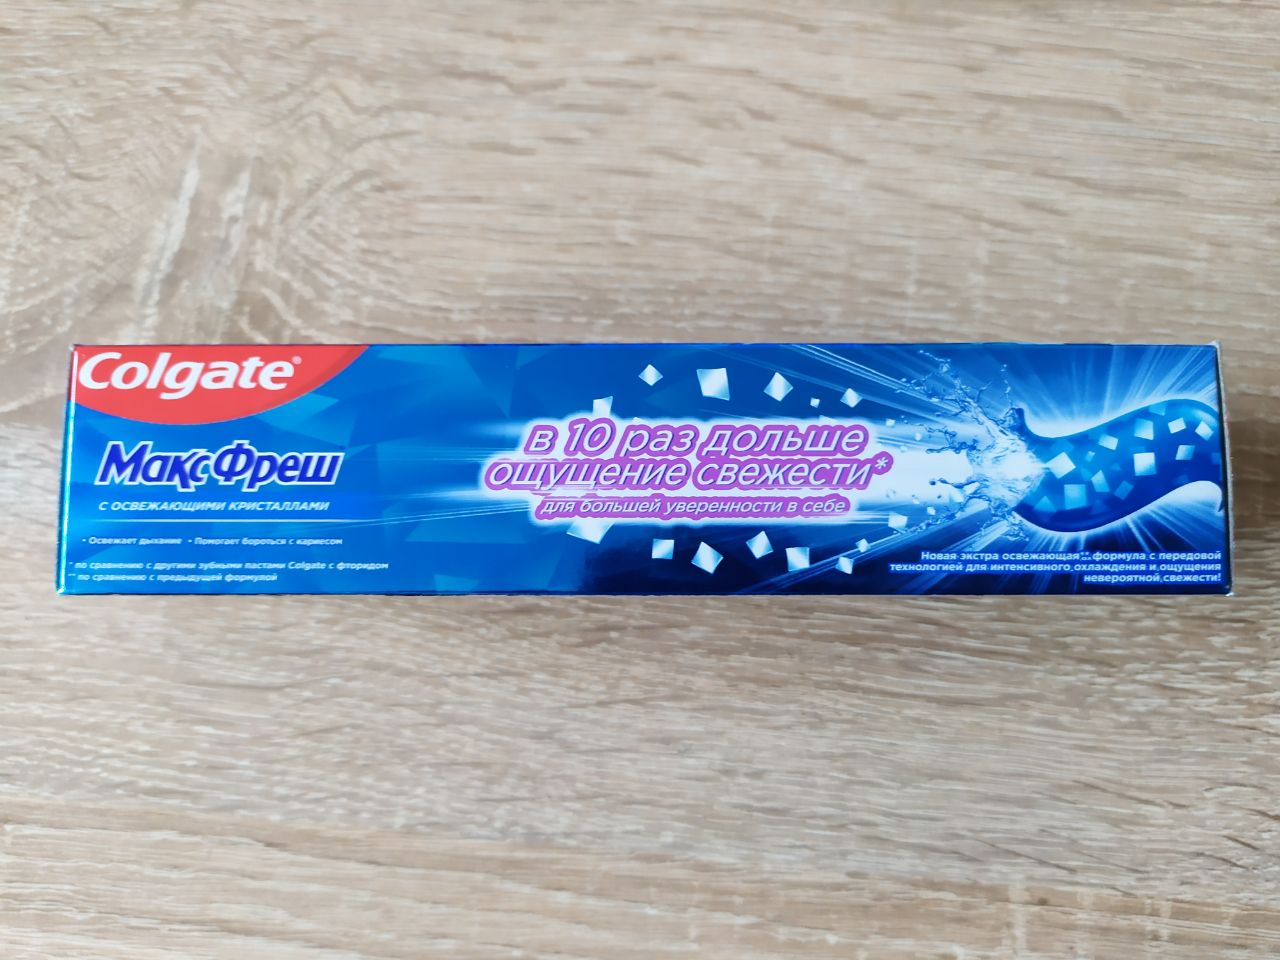 Colgate®
МаксФреш
С ОСВЕЖАЮЩИМИ КРИСТАЛЛАМИ
• Освежает дыхание • Помогает бороться с кариесом
* по сравнению с другими зубными пастами Colgate с фторидом
** по сравнению с предыдущей формулой
в 10 раз дольше
ощущение свежести*
для большей уверенности в себе
Новая экстра освежающая** формула с передовой
технологией для интенсивного охлаждения и ощущения
невероятной свежести!